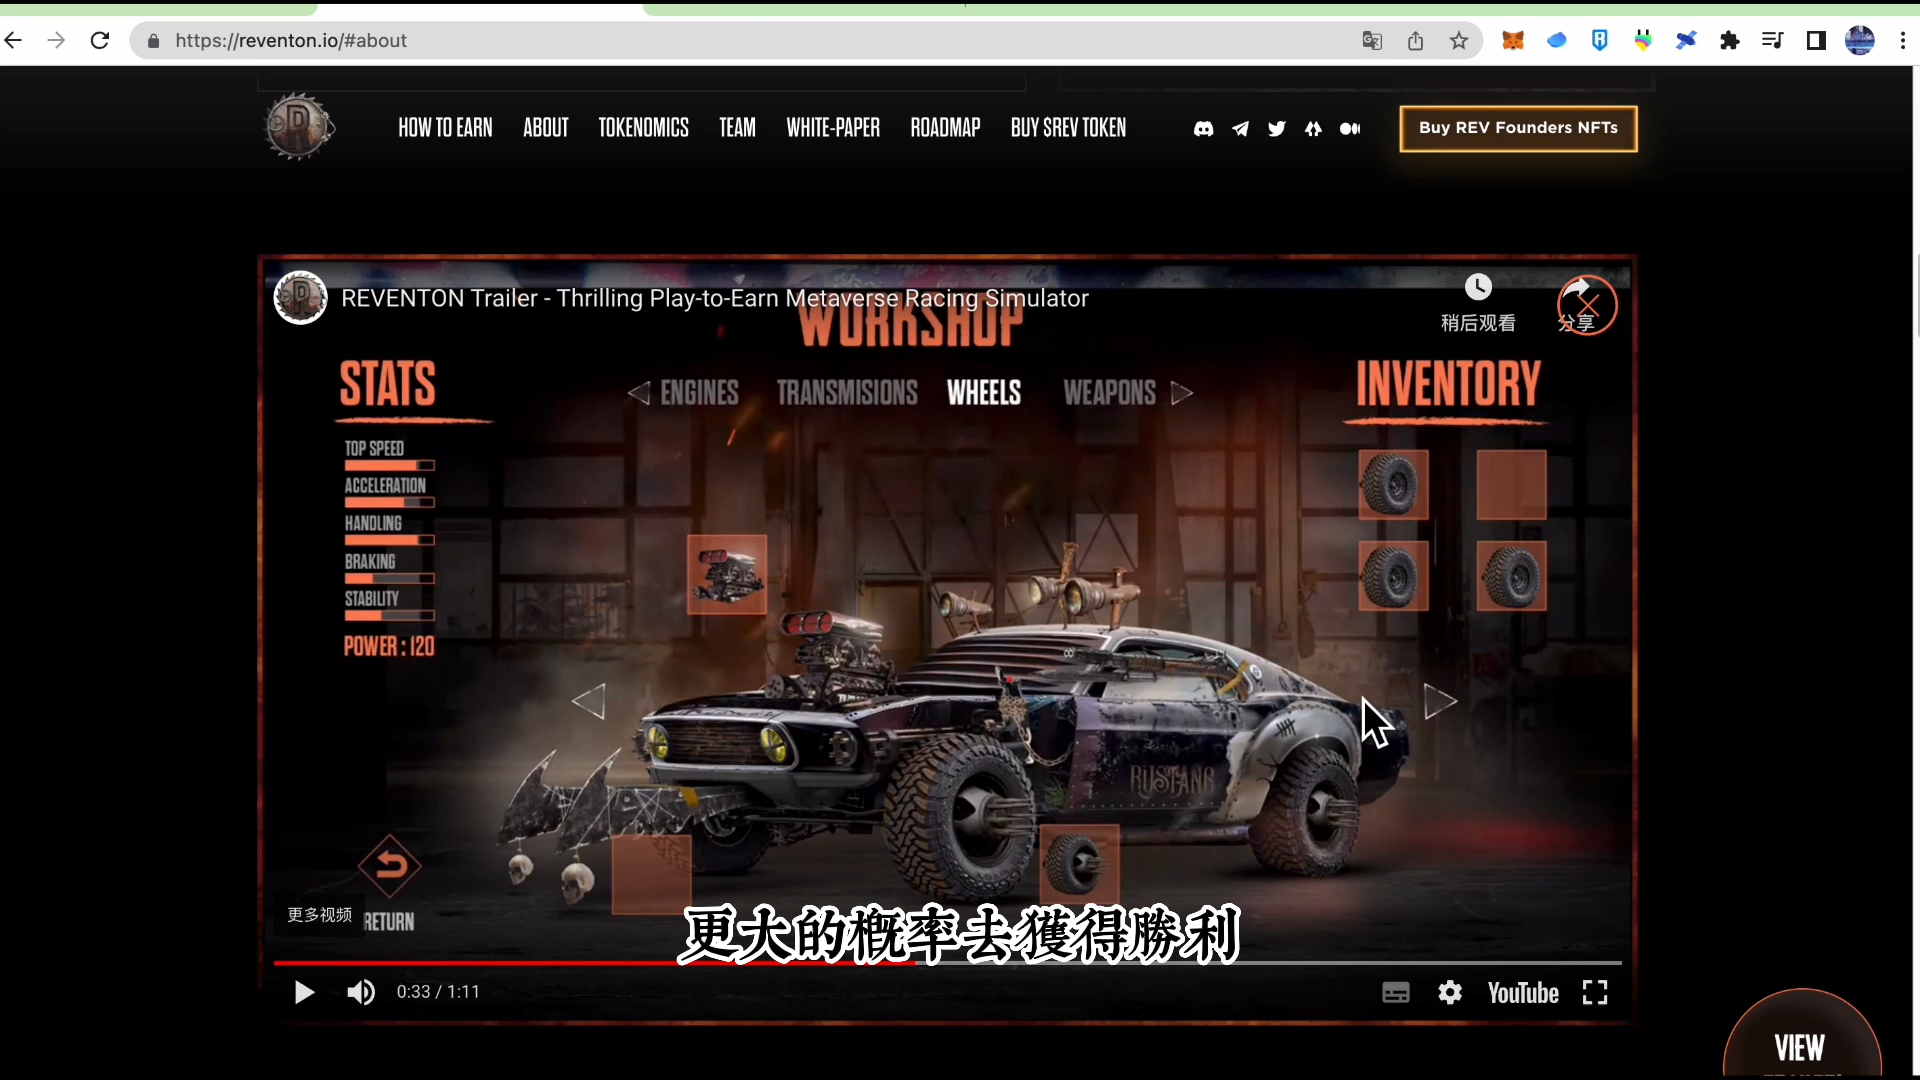 https://reventon.io/#about
HOW TO EARN ABOUT TOKENOMICS TEAM WHITE-PAPER ROADMAP BUY $REV TOKEN
Buy REV Founders NFTs
REVENTON Trailer - Thrilling Play-to-Earn Metaverse Racing Simulator
稍后观看 分享
WORKSHOP
STATS
ENGINES TRANSMISIONS WHEELS WEAPONS
INVENTORY
TOP SPEED
ACCELERATION
HANDLING
BRAKING
STABILITY
POWER : 120
RUSTANG
更多视频
RETURN
更大的概率去獲得勝利
0:33 / 1:11
YouTube
VIEW